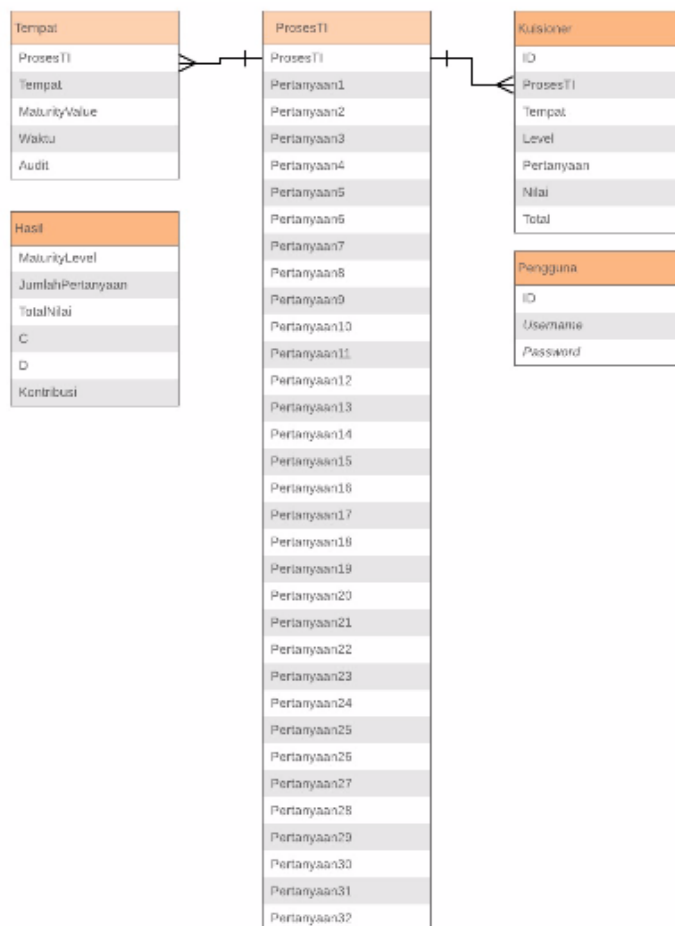 Tempat
ProsesTI
Tempat
MaturityValue
Waktu
Audit
Hasil
MaturityLevel
JumlahPertanyaan
TotalNilai
C
D
Kontribusi
ProsesTI
ProsesTI
Pertanyaan1
Pertanyaan2
Pertanyaan3
Pertanyaan4
Pertanyaan5
Pertanyaan6
Pertanyaan7
Pertanyaan8
Pertanyaan9
Pertanyaan10
Pertanyaan11
Pertanyaan12
Pertanyaan13
Pertanyaan14
Pertanyaan15
Pertanyaan16
Pertanyaan17
Pertanyaan18
Pertanyaan19
Pertanyaan20
Pertanyaan21
Pertanyaan22
Pertanyaan23
Pertanyaan24
Pertanyaan25
Pertanyaan26
Pertanyaan27
Pertanyaan28
Pertanyaan29
Pertanyaan30
Pertanyaan31
Pertanyaan32
Kuisioner
ID
ProsesTI
Tempat
Level
Pertanyaan
Nilai
Total
Pengguna
ID
Username
Password